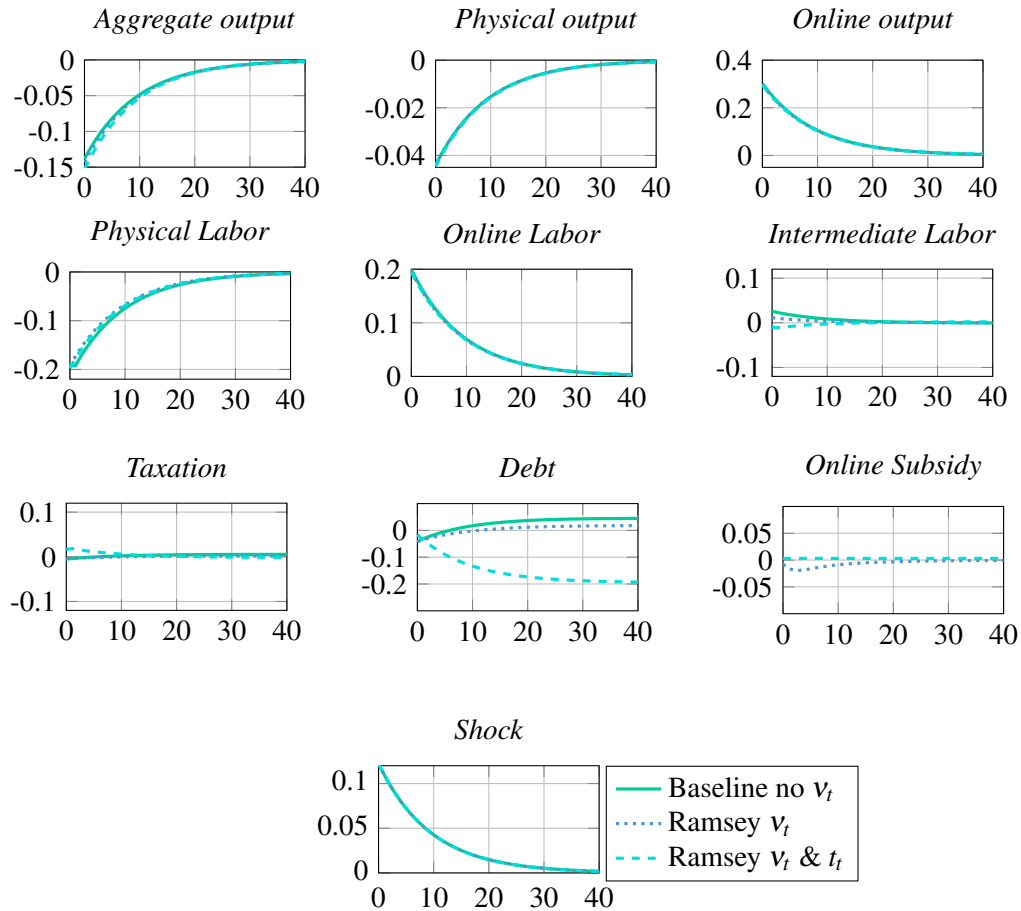 Aggregate output
Physical output
Online output
0
-0.05
-0.1
-0.15
0 10 20 30 40
0
-0.02
-0.04
0 10 20 30 40
0.4
0.2
0
0 10 20 30 40
Physical Labor
Online Labor
Intermediate Labor
0
-0.1
-0.2
0 10 20 30 40
0.2
0.1
0
0 10 20 30 40
0.1
0
-0.1
0 10 20 30 40
Taxation
Debt
Online Subsidy
0.1
0
-0.1
0 10 20 30 40
0
-0.1
-0.2
0 10 20 30 40
0.05
0
-0.05
0 10 20 30 40
Shock
0.1
0.05
0
0 10 20 30 40
Baseline no νt
Ramsey νt
Ramsey νt & tt